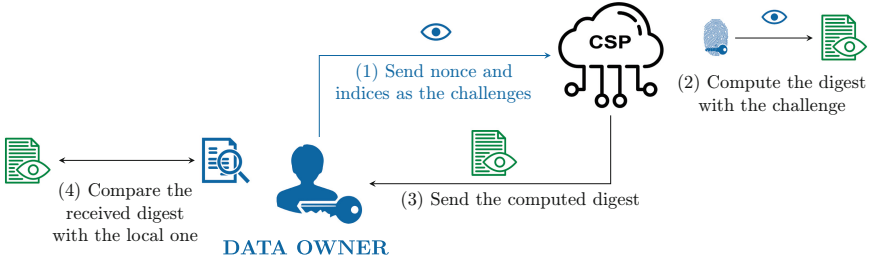 CSP
(1) Send nonce and
indices as the challenges
(2) Compute the digest
with the challenge
(3) Send the computed digest
(4) Compare the
received digest
with the local one
DATA OWNER